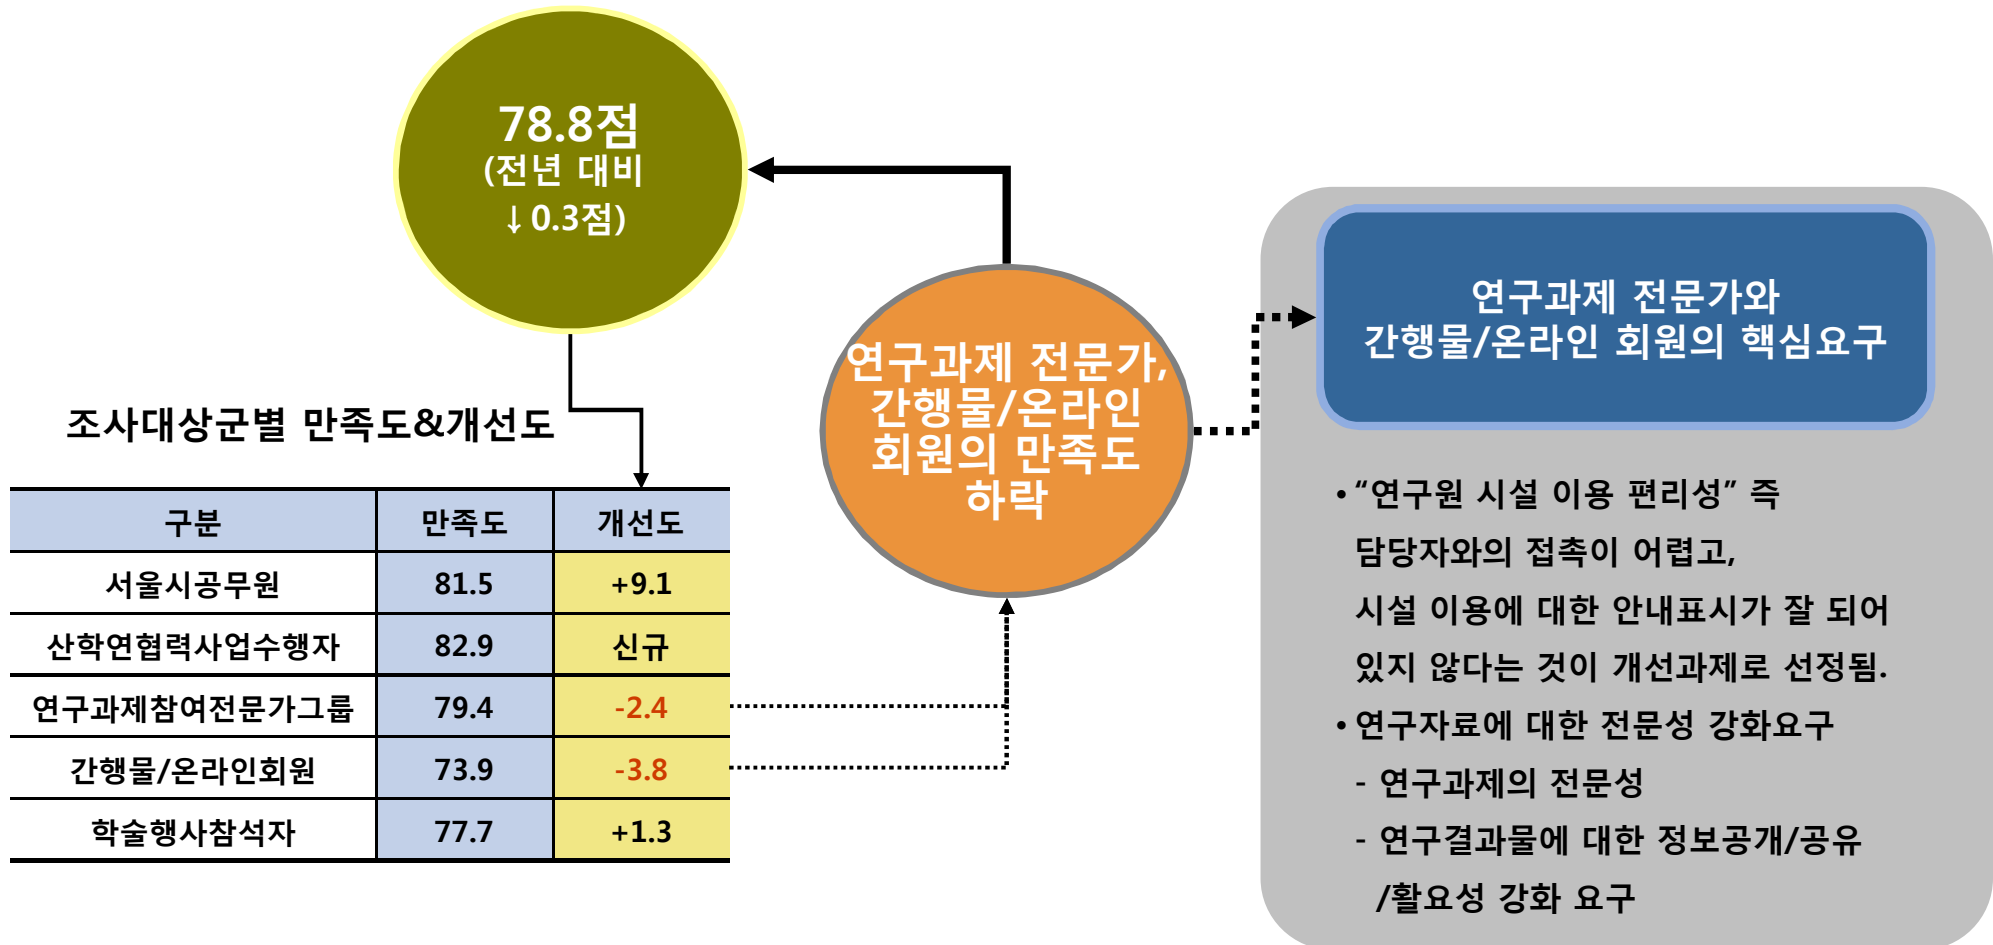 78.8점
(전년 대비
↓0.3점)
조사대상군별 만족도&개선도
구분 만족도 개선도
서울시공무원 81.5 +9.1
산학연협력사업수행자 82.9 신규
연구과제참여전문가그룹 79.4 -2.4
간행물/온라인회원 73.9 -3.8
학술행사참석자 77.7 +1.3
연구과제 전문가,
간행물/온라인
회원의 만족도
하락
연구과제 전문가와
간행물/온라인 회원의 핵심요구
• “연구원 시설 이용 편리성” 즉
담당자와의 접촉이 어렵고,
시설 이용에 대한 안내표시가 잘 되어
있지 않다는 것이 개선과제로 선정됨.
• 연구자료에 대한 전문성 강화요구
- 연구과제의 전문성
- 연구결과물에 대한 정보공개/공유
/활요성 강화 요구